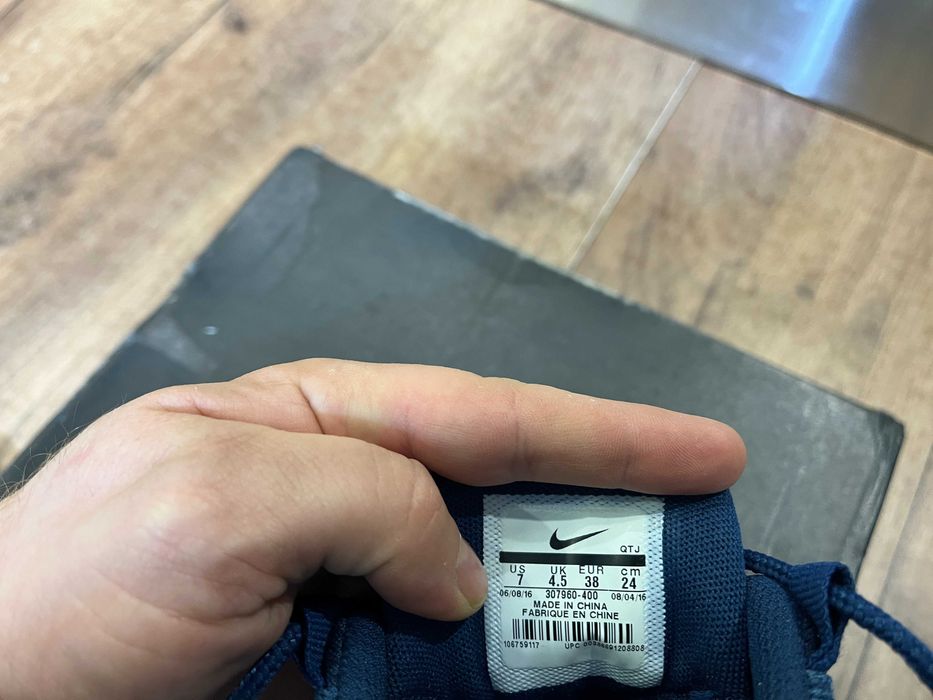 QTJ
US UK EUR cm
7 4.5 38 24
06/08/16 307960-400 08/04/16
MADE IN CHINA
FABRIQUE EN CHINE
106759117 UPC